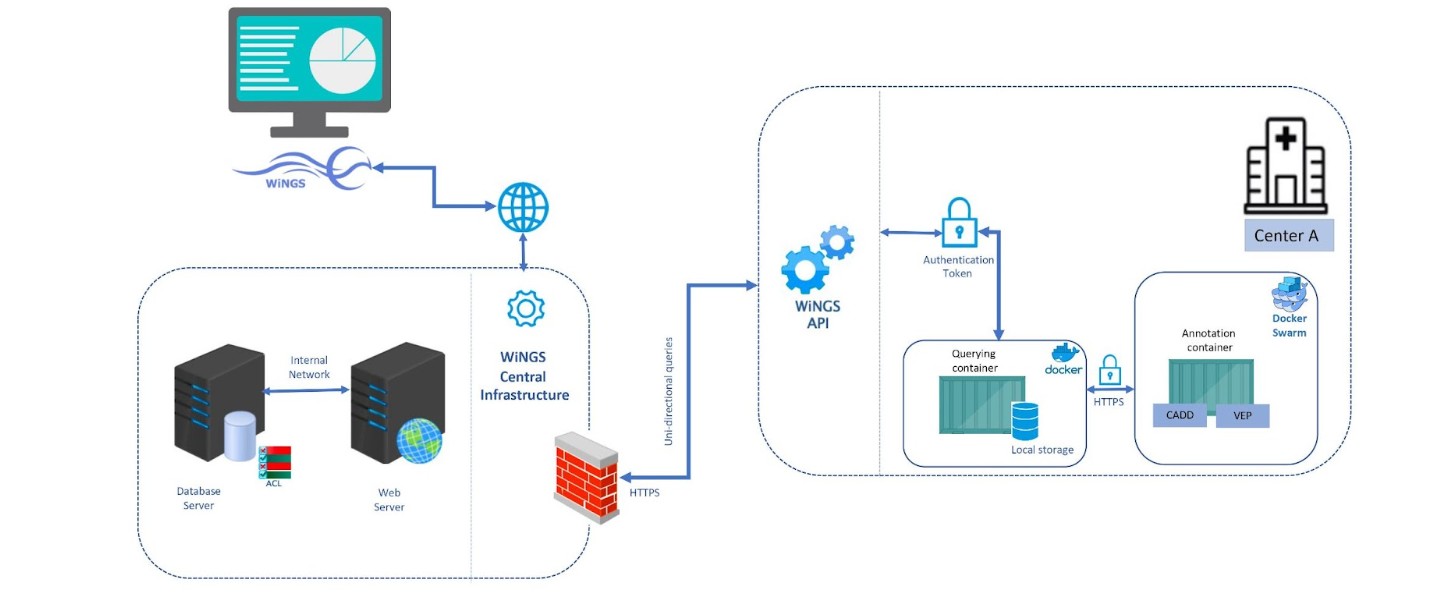 WiNGS
WiNGS
Central
Infrastructure
Internal
Network
Database
Server
ACL
Web
Server
HTTPS
Uni-directional queries
WiNGS
API
Authentication
Token
Center A
Querying
container
docker
Local storage
HTTPS
Docker
Swarm
Annotation
container
CADD
VEP